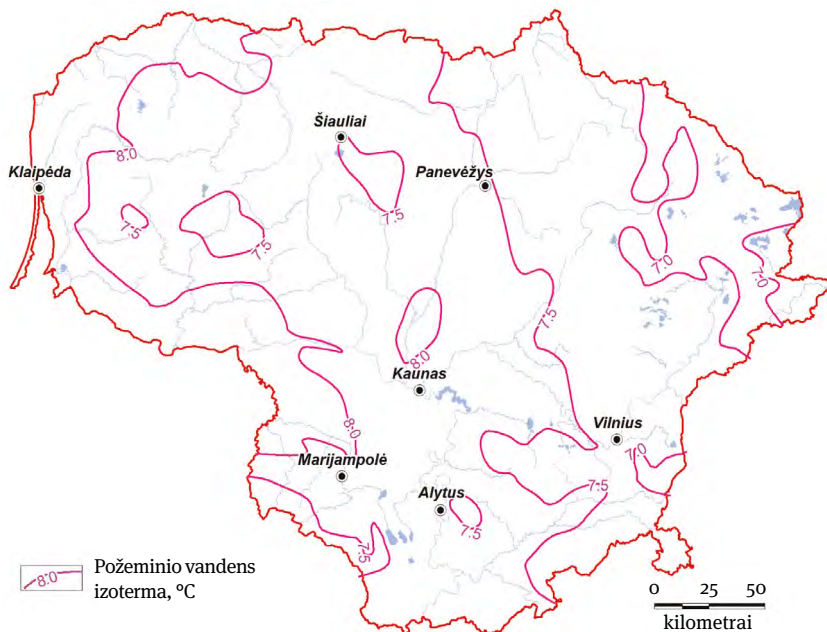 8.0
Šiauliai
Klaipėda
Panevėžys
7.5
7.5
7.5
7.0
7.0
8.0
7.5
Kaunas
8.0
Vilnius
7.0
Marijampolė
7.5
Alytus
7.5
7.5
8.0
Požeminio vandens
izoterma, ºC
0 25 50
kilometrai